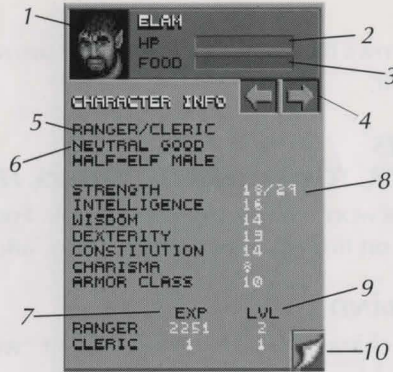 1
ELAM
HP
2
FOOD
3
CHARACTER INFO
4
5
RANGER/CLERIC
6
NEUTRAL GOOD
HALF-ELF MALE
STRENGTH 18/29
8
INTELLIGENCE 16
WISDOM 14
DEXTERITY 13
CONSTITUTION 14
CHARISMA 8
ARMOR CLASS 10
9
7
EXP LVL
RANGER 2251 2
CLERIC 1 1
10